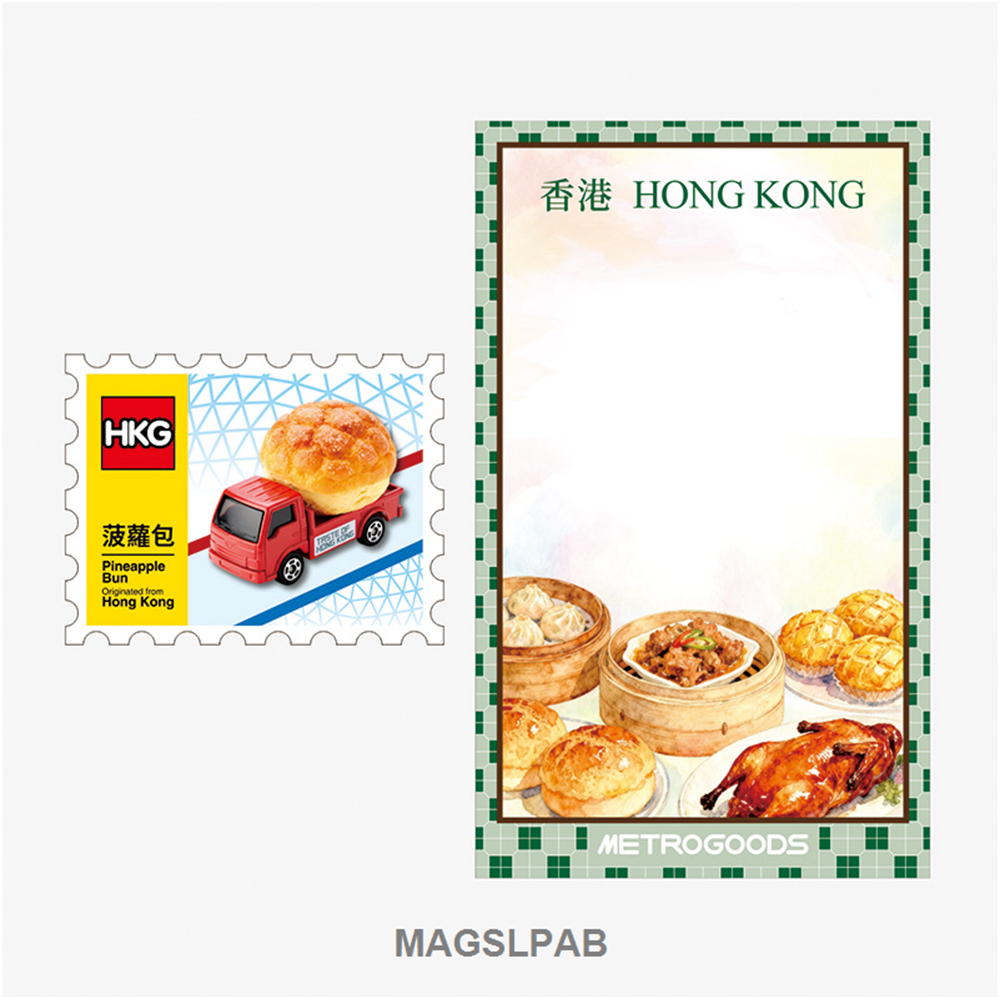 HKG
菠蘿包
Pineapple
Bun
Originated from
Hong Kong
TASTE OF
HONG KONG
香港 HONG KONG
METROGOODS
MAGSLPAB